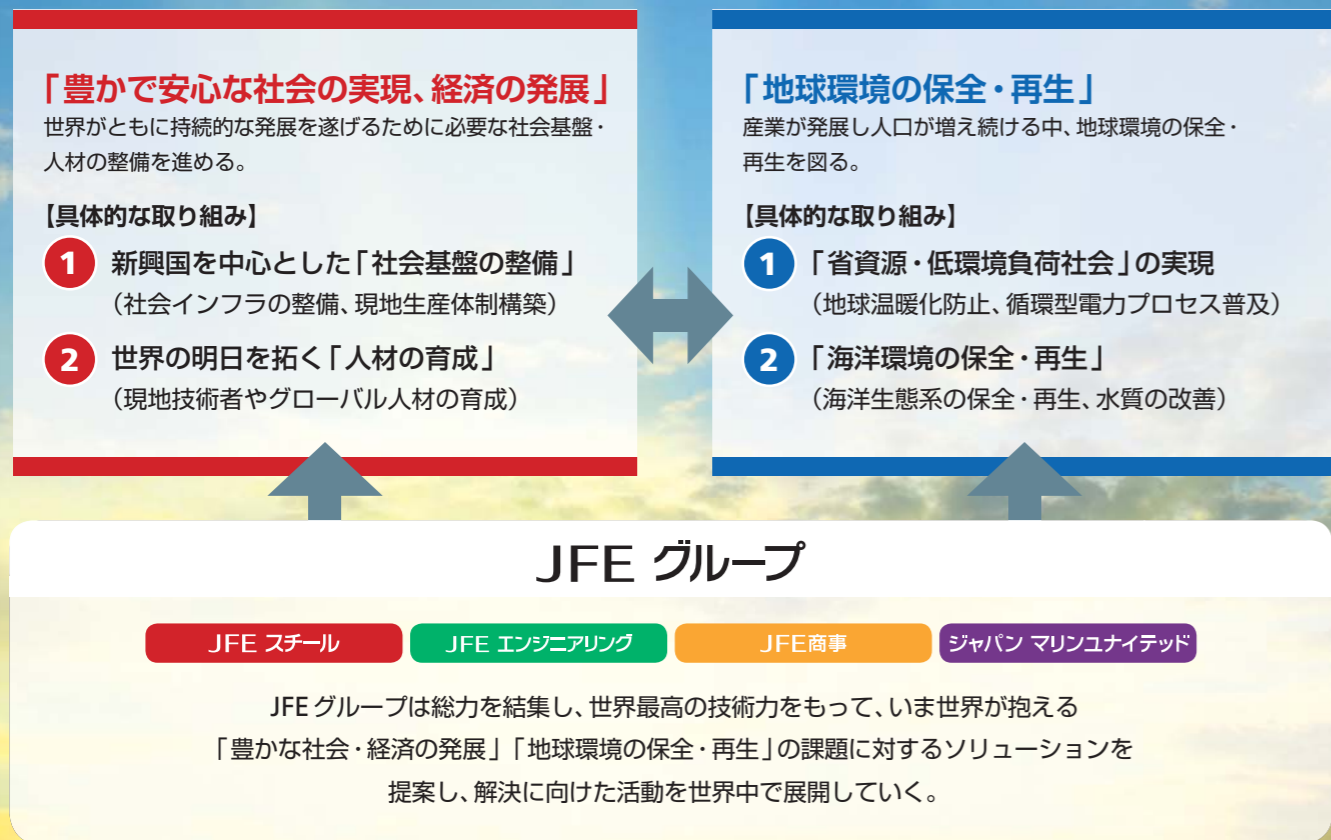 「豊かで安心な社会の実現、経済の発展」
世界がともに持続的な発展を遂げるために必要な社会基盤・
人材の整備を進める。
【具体的な取り組み】
1 新興国を中心とした「社会基盤の整備」
（社会インフラの整備、現地生産体制構築）
2 世界の明日を拓く「人材の育成」
（現地技術者やグローバル人材の育成）
「地球環境の保全・再生」
産業が発展し人口が増え続ける中、地球環境の保全・
再生を図る。
【具体的な取り組み】
1 「省資源・低環境負荷社会」の実現
（地球温暖化防止、循環型電力プロセス普及）
2 「海洋環境の保全・再生」
（海洋生態系の保全・再生、水質の改善）
JFE グループ
JFE スチール
JFE エンジニアリング
JFE商事
ジャパン マリンユナイテッド
JFEグループは総力を結集し、世界最高の技術力をもって、いま世界が抱える
「豊かな社会・経済の発展」「地球環境の保全・再生」の課題に対するソリューションを
提案し、解決に向けた活動を世界中で展開していく。